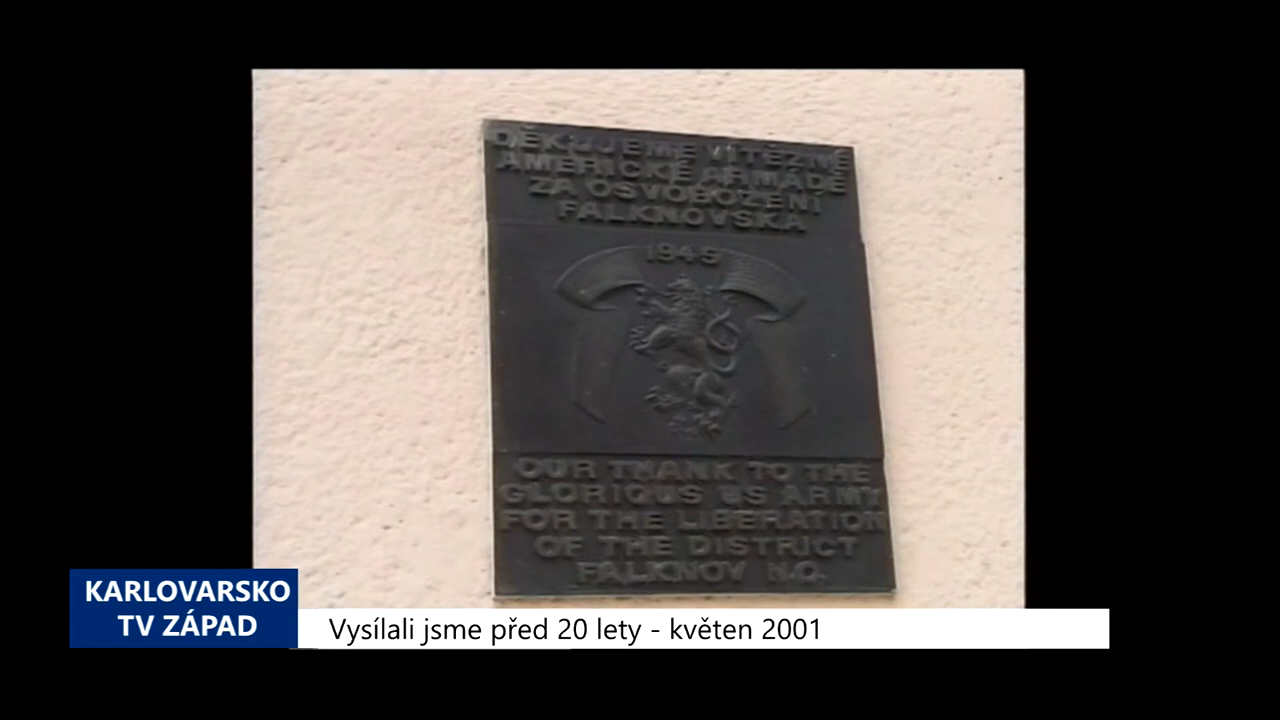 DĚKUJEME VÍTĚZNÉ
AMERICKÉ ARMÁDĚ
ZA OSVOBOZENÍ
FALKNOVSKA
1945
OUR THANK TO THE
GLORIOUS US ARMY
FOR THE LIBERATION
OF THE DISTRICT
FALKNOV N.O.
KARLOVARSKO
TV ZÁPAD
Vysílali jsme před 20 lety - květen 2001